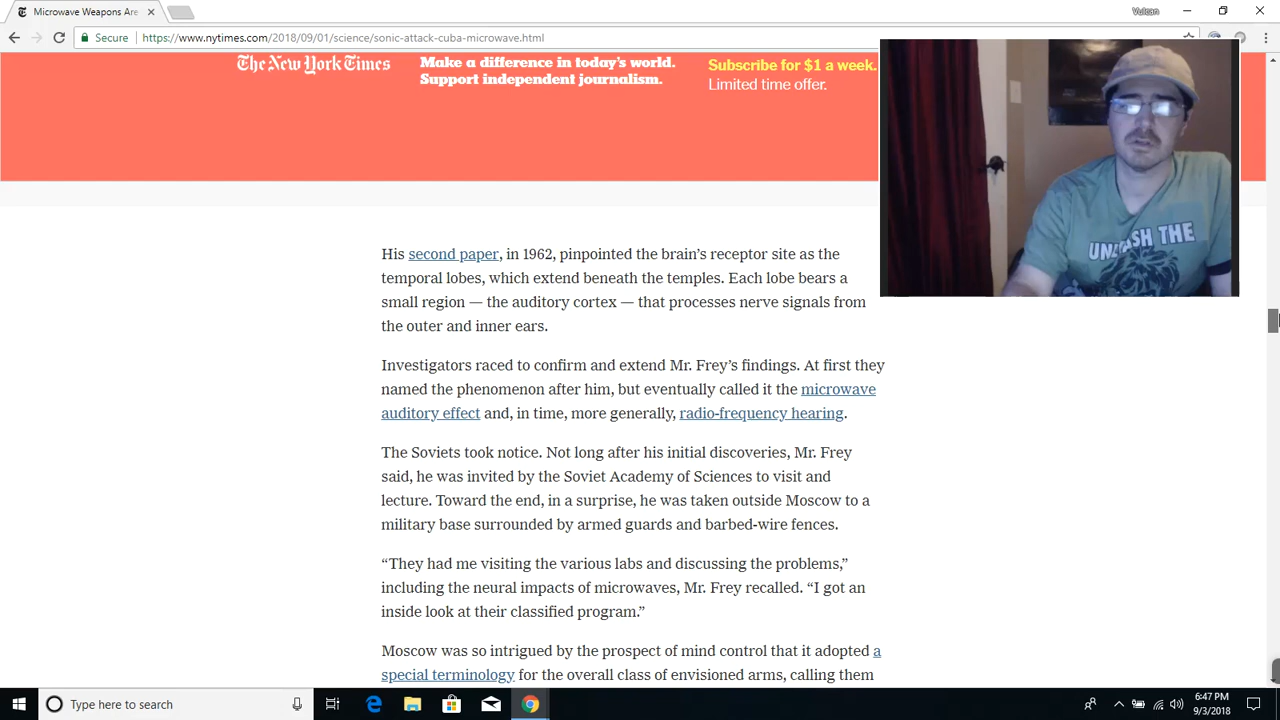 Microwave Weapons Are
Vulcan
Secure
https://www.nytimes.com/2018/09/01/science/sonic-attack-cuba-microwave.html
The New York Times
Make a difference in today's world.
Support independent journalism.
Subscribe for $1 a week.
Limited time offer.
UNLEASH THE
His second paper, in 1962, pinpointed the brain’s receptor site as the
temporal lobes, which extend beneath the temples. Each lobe bears a
small region — the auditory cortex — that processes nerve signals from
the outer and inner ears.
Investigators raced to confirm and extend Mr. Frey’s findings. At first they
named the phenomenon after him, but eventually called it the microwave
auditory effect and, in time, more generally, radio-frequency hearing.
The Soviets took notice. Not long after his initial discoveries, Mr. Frey
said, he was invited by the Soviet Academy of Sciences to visit and
lecture. Toward the end, in a surprise, he was taken outside Moscow to a
military base surrounded by armed guards and barbed-wire fences.
“They had me visiting the various labs and discussing the problems,”
including the neural impacts of microwaves, Mr. Frey recalled. “I got an
inside look at their classified program.”
Moscow was so intrigued by the prospect of mind control that it adopted a
special terminology for the overall class of envisioned arms, calling them
Type here to search
6:47 PM
9/3/2018